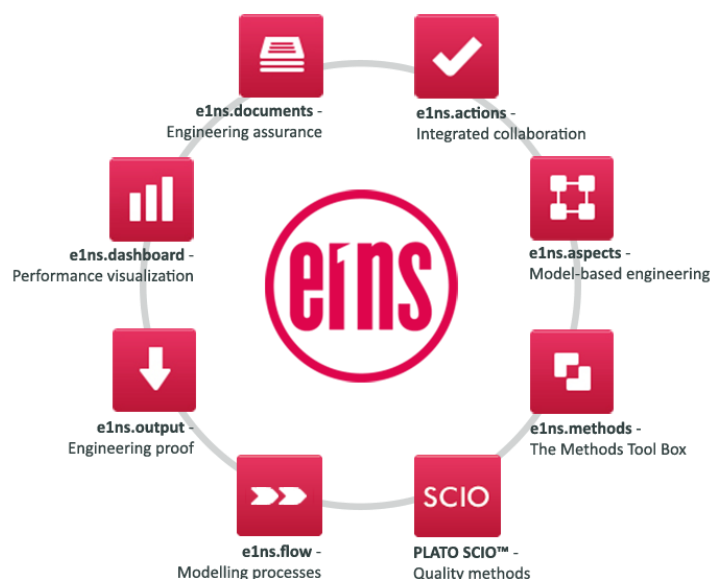 e1ns.documents -
Engineering assurance
e1ns.actions -
Integrated collaboration
e1ns.dashboard -
Performance visualization
e1ns.aspects -
Model-based engineering
e1ns
e1ns.output -
Engineering proof
e1ns.methods -
The Methods Tool Box
SCIO
e1ns.flow -
Modelling processes
PLATO SCIO™ -
Quality methods